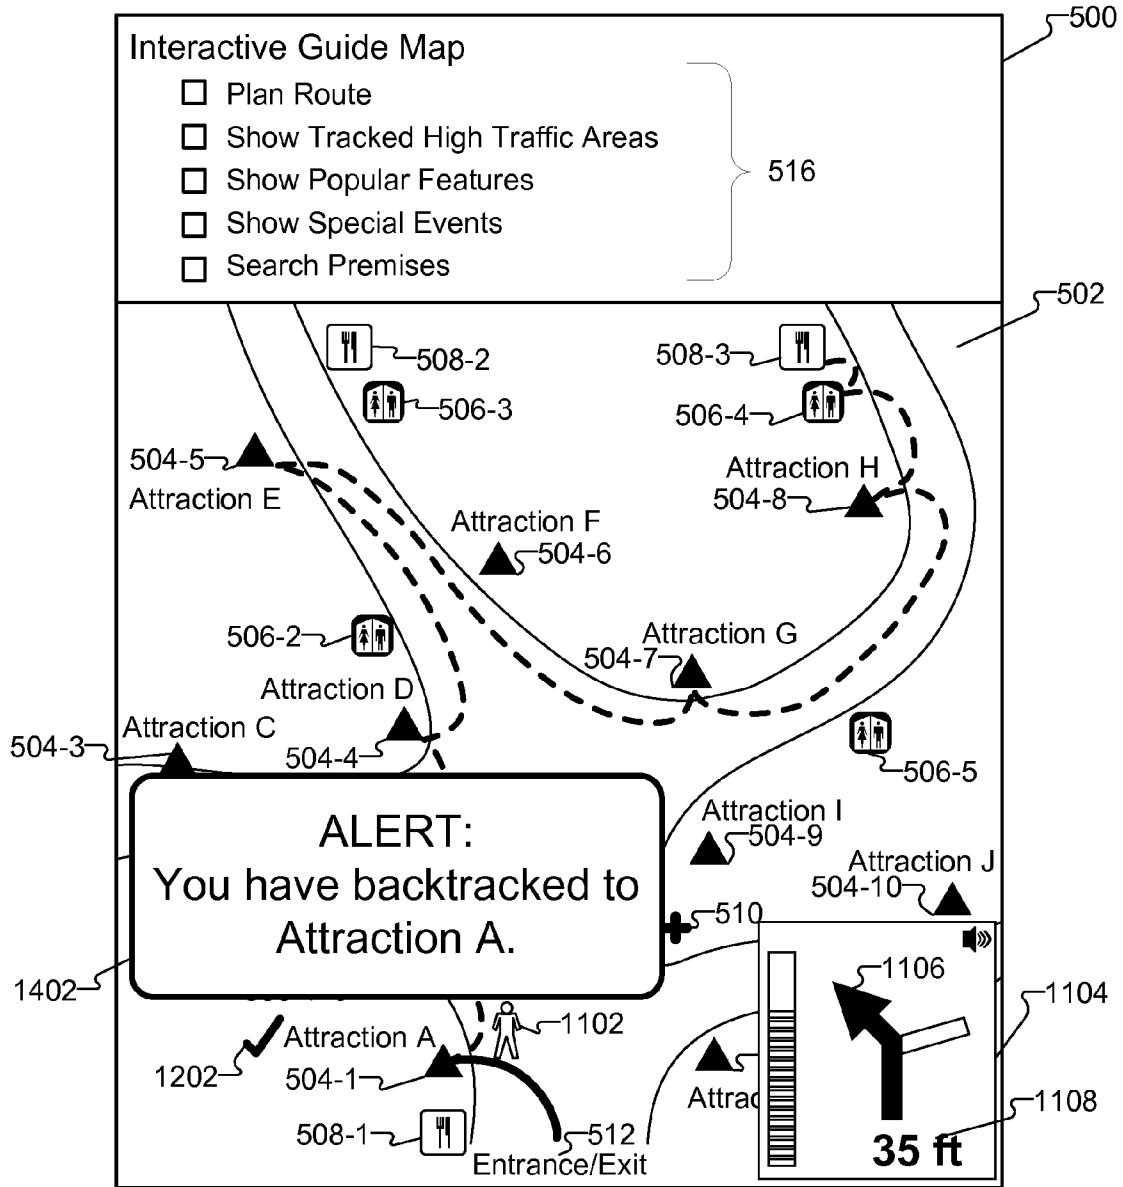 500
Interactive Guide Map
Plan Route
Show Tracked High Traffic Areas
Show Popular Features
Show Special Events
Search Premises
516
502
508-2
508-3
506-3
506-4
504-5
Attraction E
Attraction H
504-8
Attraction F
504-6
506-2
Attraction G
504-7
Attraction D
504-4
Attraction C
504-3
506-5
Attraction I
504-9
Attraction J
504-10
ALERT:
You have backtracked to
Attraction A.
510
1402
1106
1104
1102
Attraction A
504-1
1202
Attrac
1108
508-1
512
Entrance/Exit
35 ft